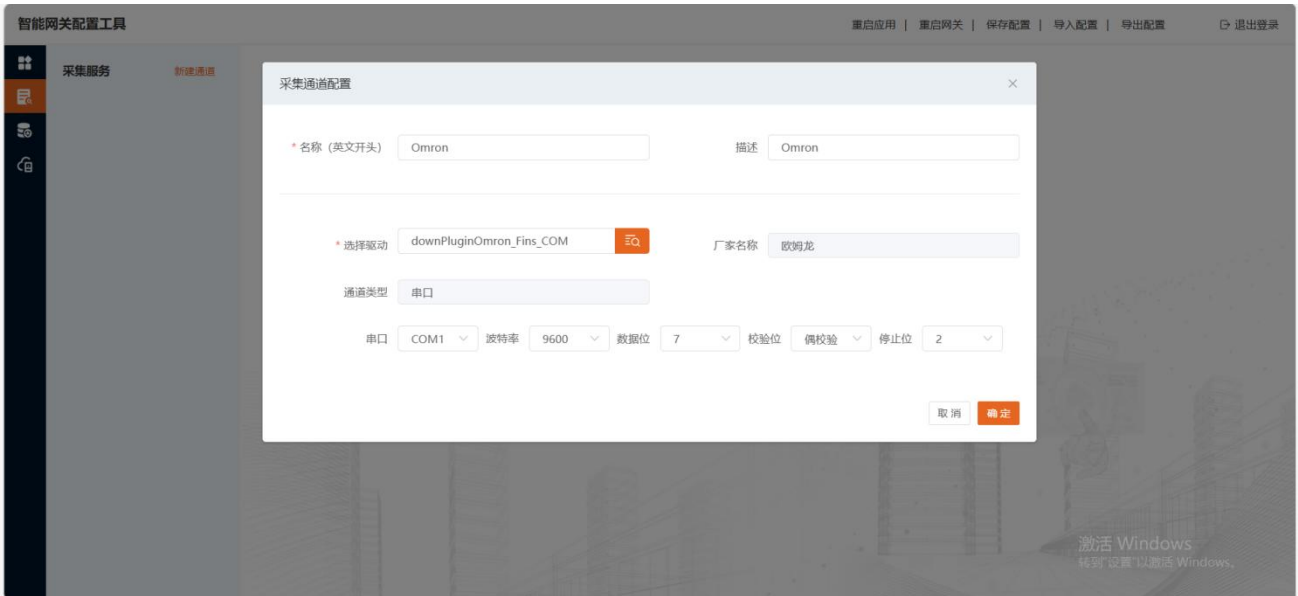 智能网关配置工具 重启应用 | 重启网关 | 保存配置 | 导入配置 | 导出配置 退出登录
采集服务 新建通道
采集通道配置
* 名称（英文开头） Omron 描述 Omron
* 选择驱动 downPluginOmron_Fins_COM 厂家名称 欧姆龙
通道类型 串口
串口 COM1 波特率 9600 数据位 7 校验位 偶校验 停止位 2
取 消 确 定
激活 Windows
转到"设置"以激活 Windows。